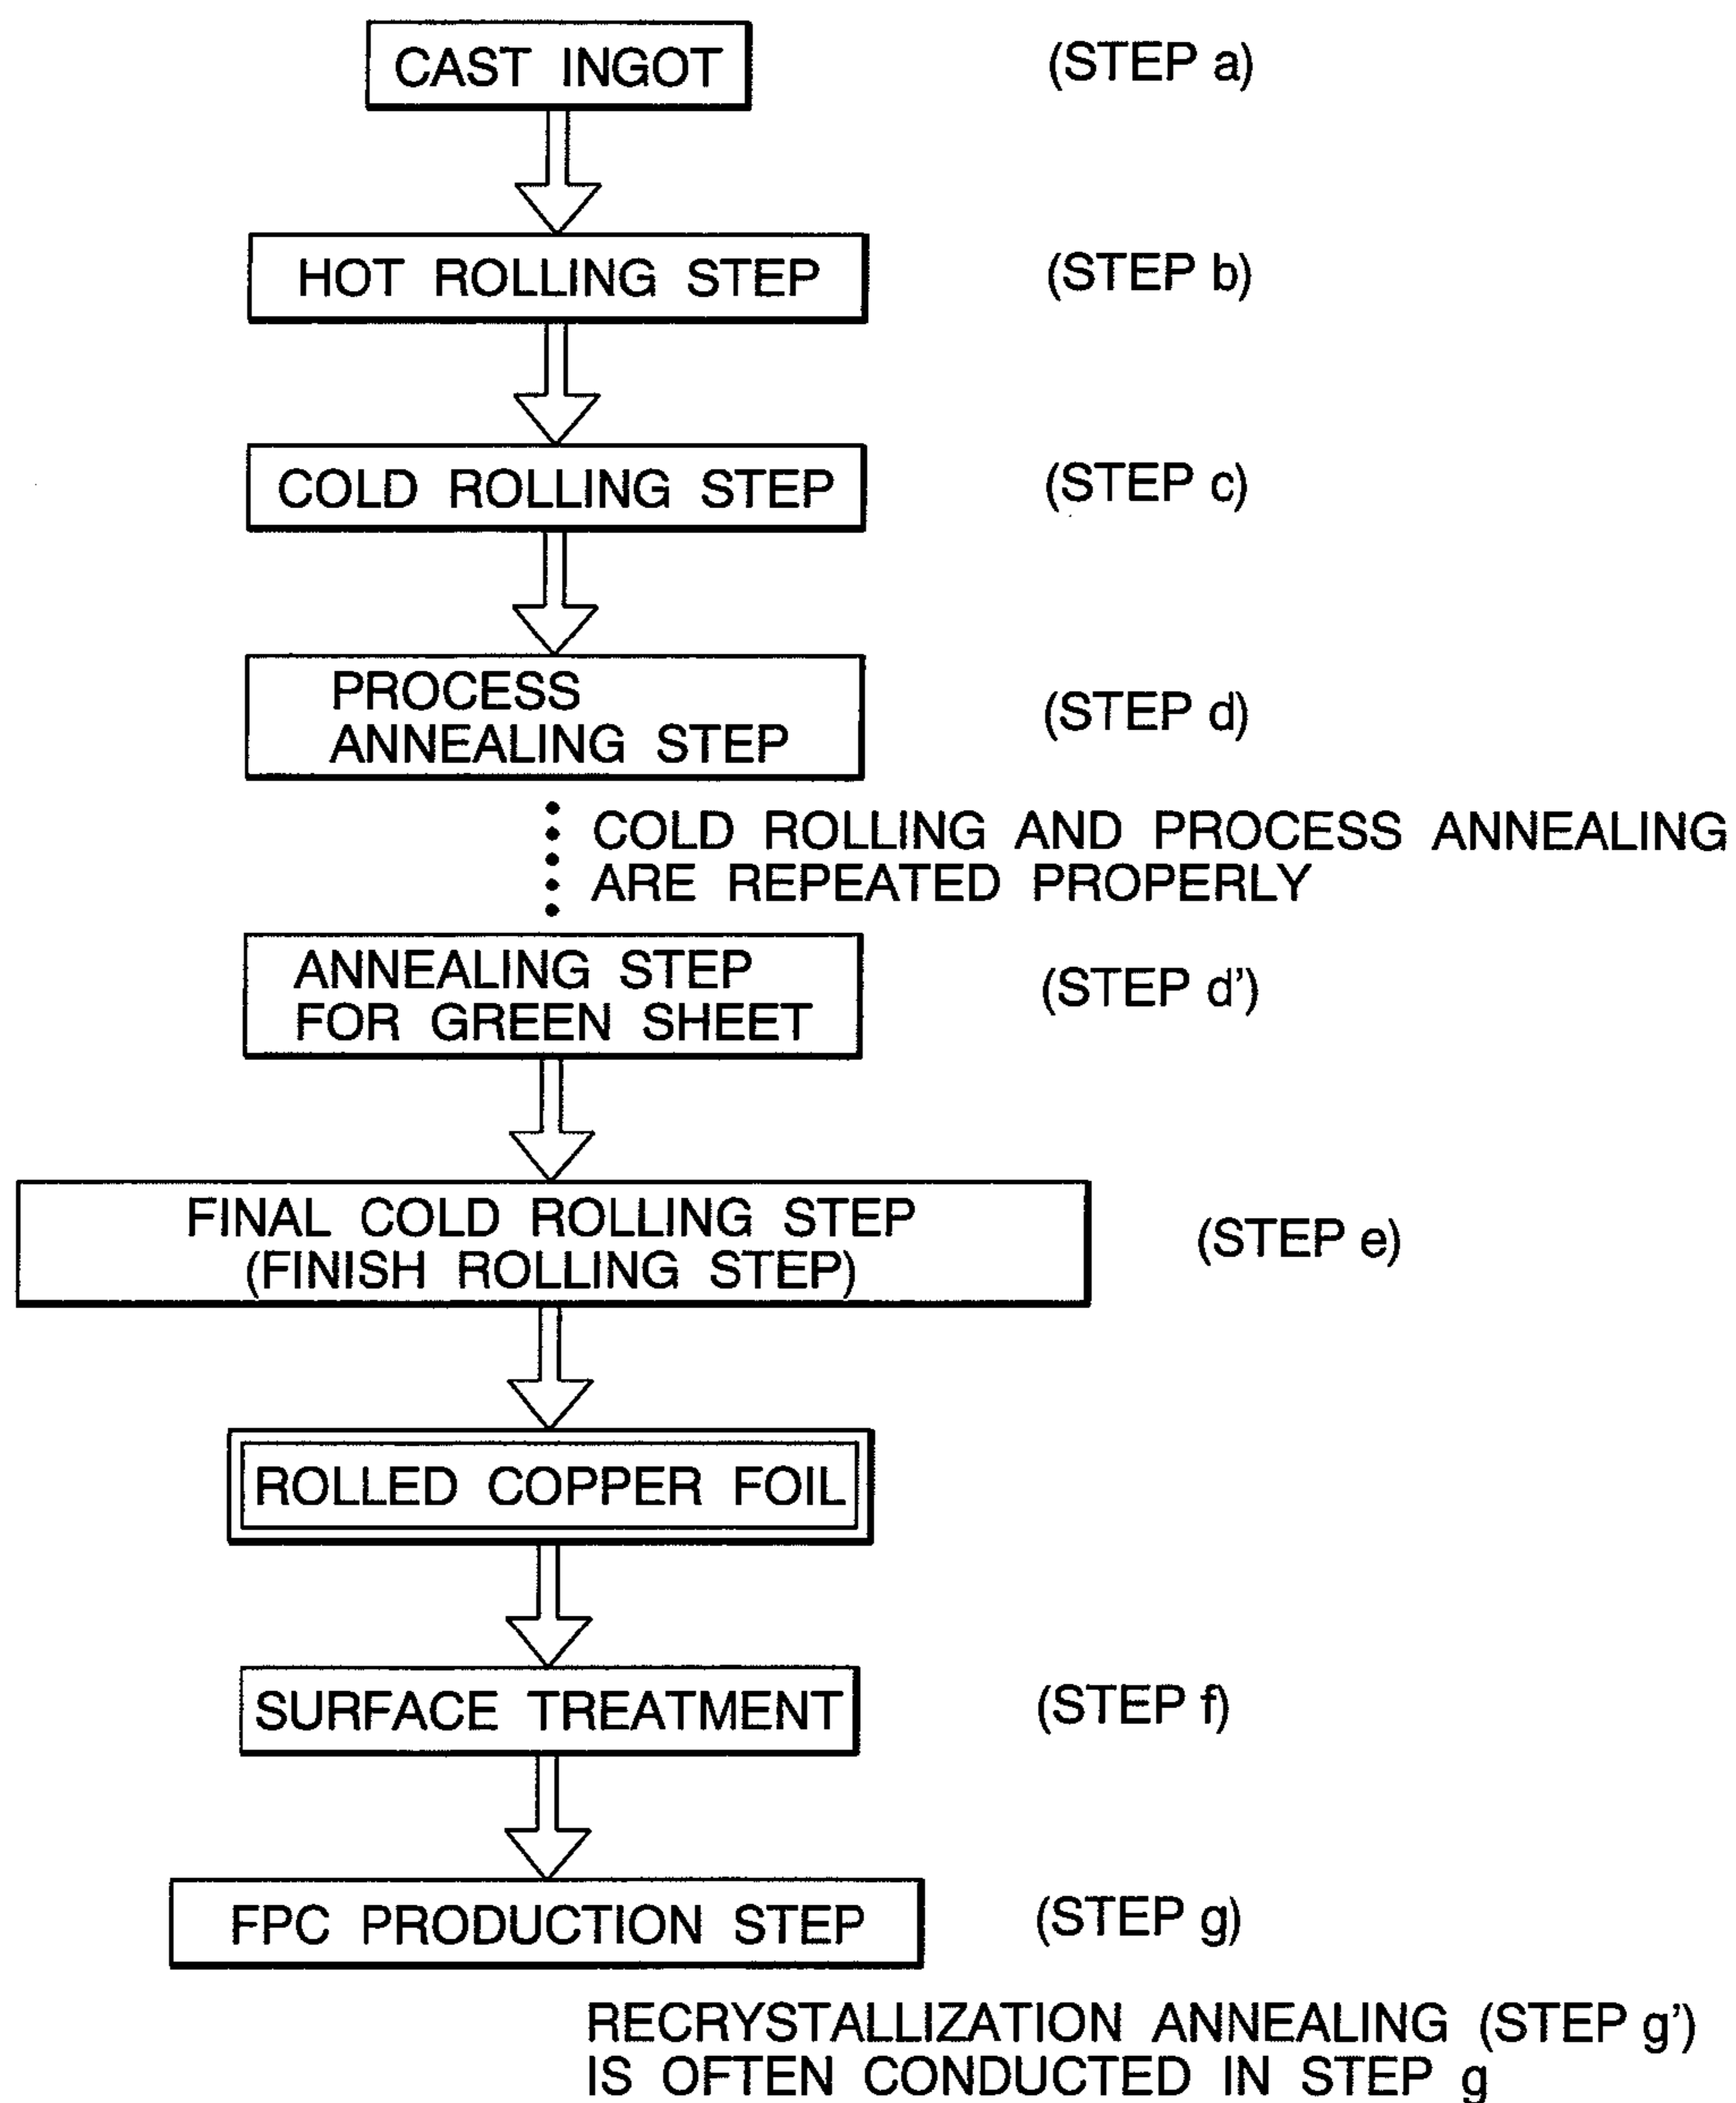 CAST INGOT (STEP a)
HOT ROLLING STEP (STEP b)
COLD ROLLING STEP (STEP c)
PROCESS
ANNEALING STEP
(STEP d)
COLD ROLLING AND PROCESS ANNEALING
ARE REPEATED PROPERLY
ANNEALING STEP
FOR GREEN SHEET
(STEP d’)
FINAL COLD ROLLING STEP
(FINISH ROLLING STEP)
(STEP e)
ROLLED COPPER FOIL
SURFACE TREATMENT (STEP f)
FPC PRODUCTION STEP (STEP g)
RECRYSTALLIZATION ANNEALING (STEP g’)
IS OFTEN CONDUCTED IN STEP g